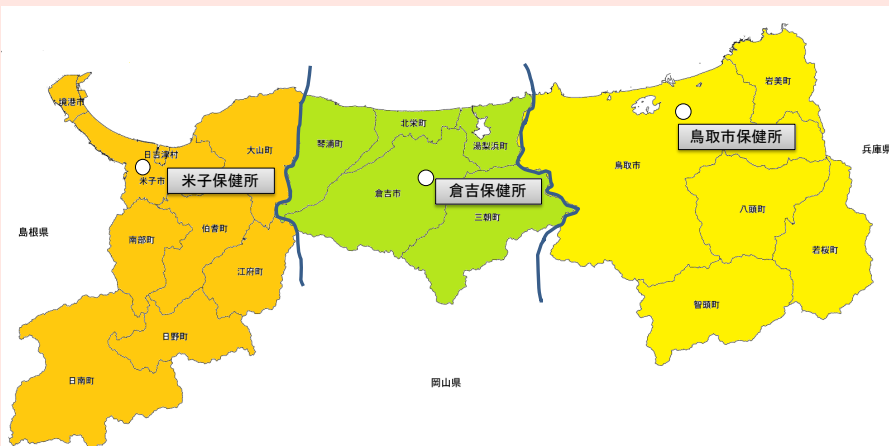 境港市
日吉津村
米子市
大山町
米子保健所
南部町
伯耆町
江府町
日野町
日南町
島根県
琴浦町
北栄町
湯梨浜町
倉吉市
倉吉保健所
三朝町
岡山県
岩美町
鳥取市保健所
鳥取市
兵庫県
八頭町
若桜町
智頭町